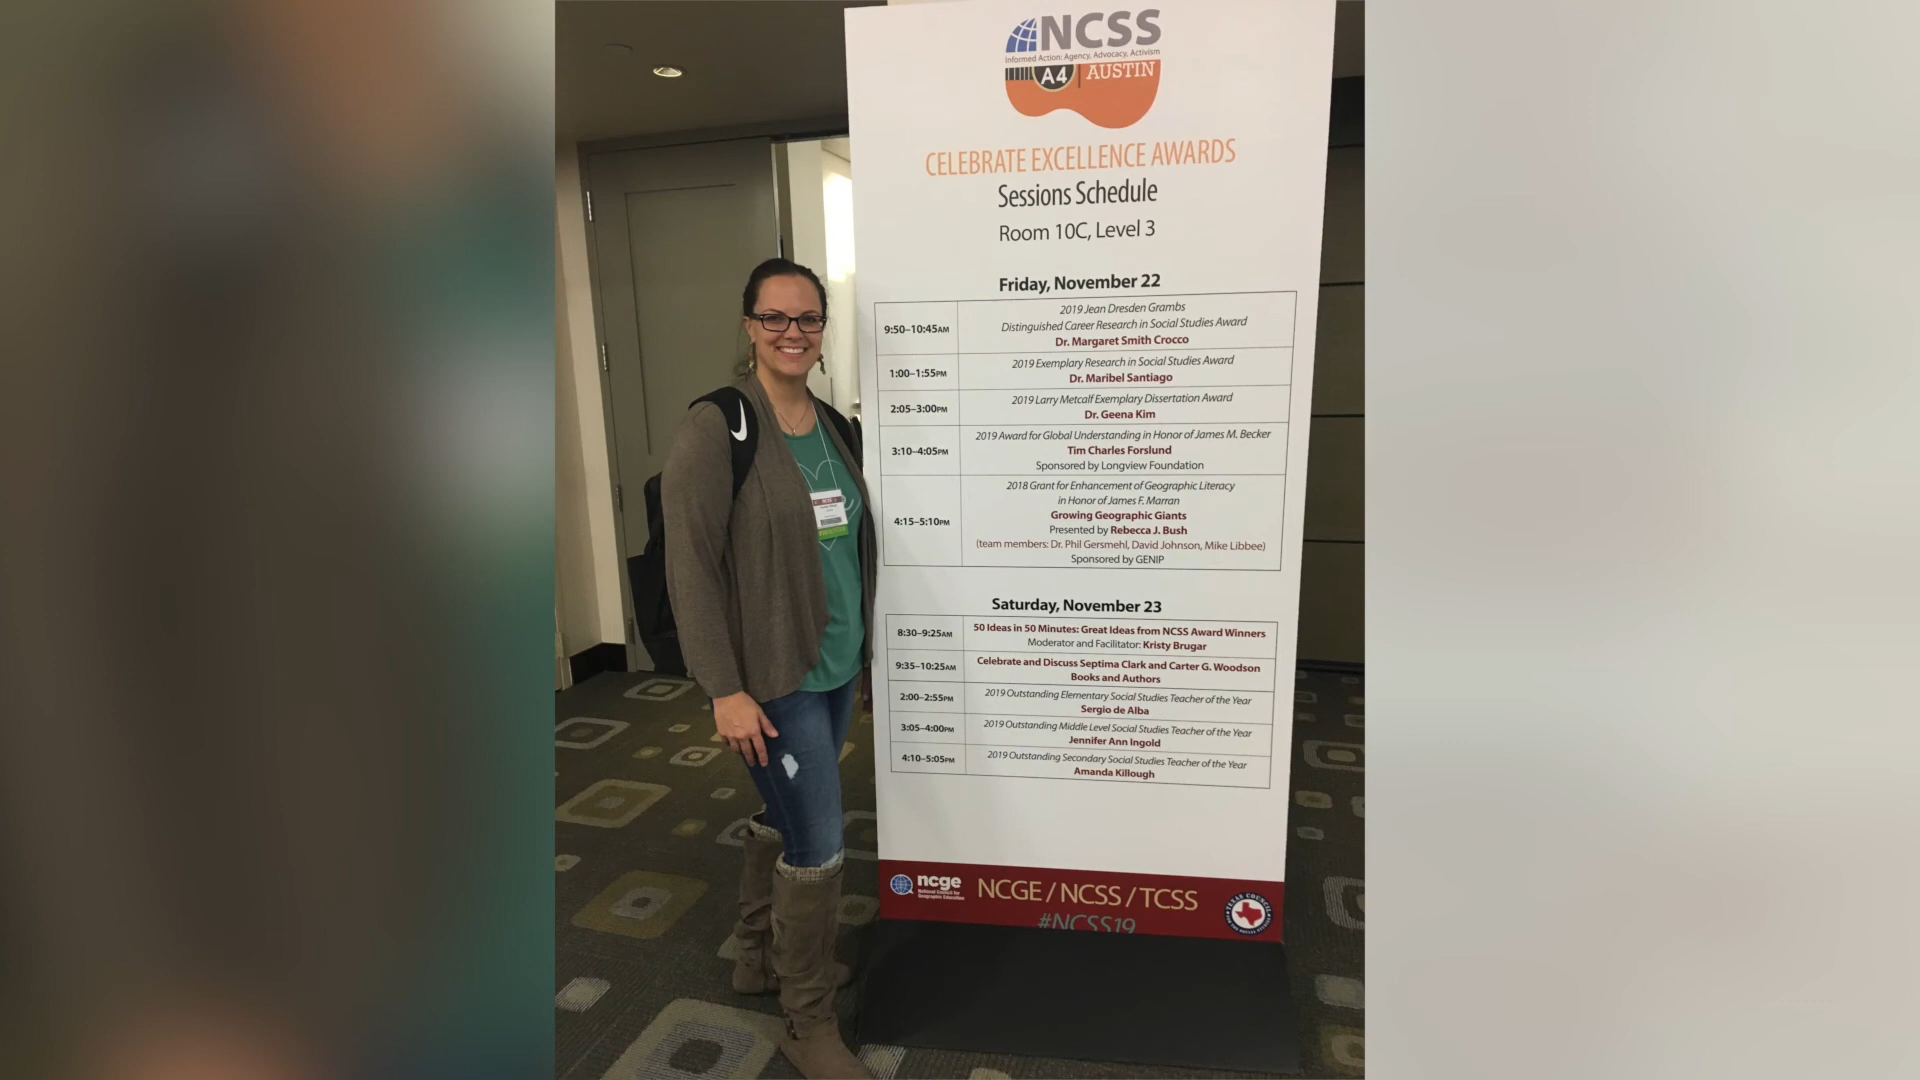 NCSS
Informed Action: Agency, Advocacy, Activism
A4 AUSTIN
CELEBRATE EXCELLENCE AWARDS
Sessions Schedule
Room 10C, Level 3
Friday, November 22
9:50–10:45AM
2019 Jean Dresden Grambs
Distinguished Career Research in Social Studies Award
Dr. Margaret Smith Crocco
1:00–1:55PM
2019 Exemplary Research in Social Studies Award
Dr. Maribel Santiago
2:05–3:00PM
2019 Larry Metcalf Exemplary Dissertation Award
Dr. Geena Kim
3:10–4:05PM
2019 Award for Global Understanding in Honor of James M. Becker
Tim Charles Forslund
Sponsored by Longview Foundation
4:15–5:10PM
2018 Grant for Enhancement of Geographic Literacy
in Honor of James F. Marran
Growing Geographic Giants
Presented by Rebecca J. Bush
(team members: Dr. Phil Gersmehl, David Johnson, Mike Libbee)
Sponsored by GENIP
Saturday, November 23
8:30–9:25AM
50 Ideas in 50 Minutes: Great Ideas from NCSS Award Winners
Moderator and Facilitator: Kristy Brugar
9:35–10:25AM
Celebrate and Discuss Septima Clark and Carter G. Woodson
Books and Authors
2:00–2:55PM
2019 Outstanding Elementary Social Studies Teacher of the Year
Sergio de Alba
3:05–4:00PM
2019 Outstanding Middle Level Social Studies Teacher of the Year
Jennifer Ann Ingold
4:10–5:05PM
2019 Outstanding Secondary Social Studies Teacher of the Year
Amanda Killough
ncge
National Council for
Geographic Education
NCGE / NCSS / TCSS
#NCSS19
TEXAS COUNCIL